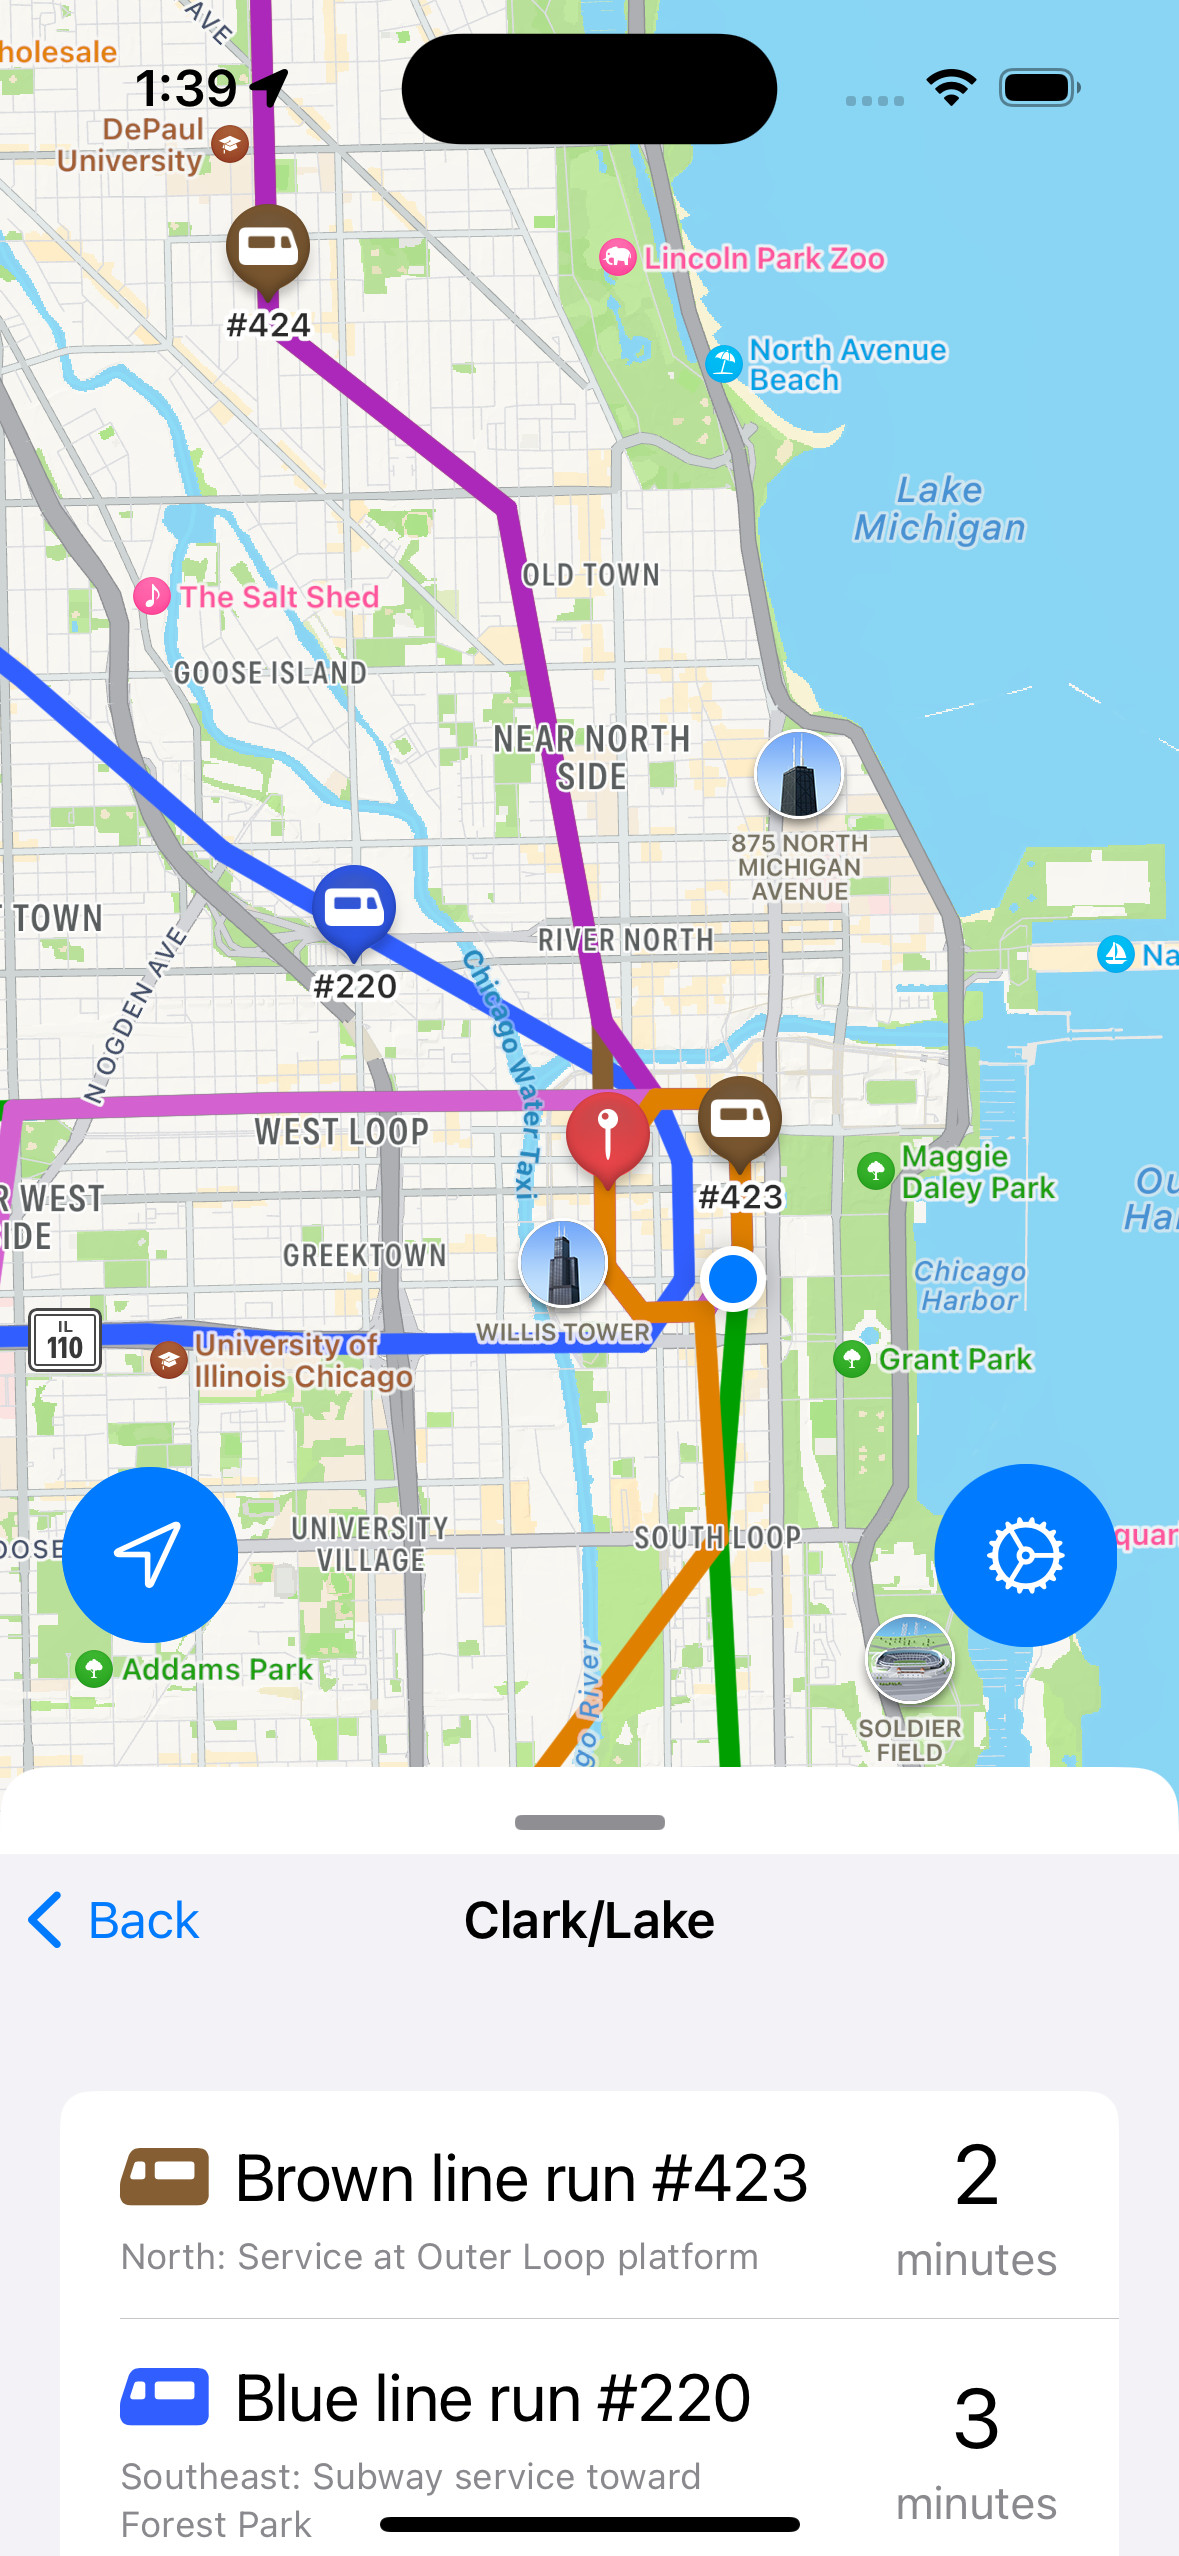 AVE
holesale
1:39
DePaul
University
Lincoln Park Zoo
#424
North Avenue
Beach
Lake
Michigan
OLD TOWN
The Salt Shed
GOOSE ISLAND
NEAR NORTH
SIDE
875 NORTH
MICHIGAN
AVENUE
TOWN
RIVER NORTH
Na
#220
N OGDEN AVE
Chicago Water Taxi
WEST LOOP
Maggie
Daley Park
R WEST
IDE
#423
Ou
Ha
GREEKTOWN
Chicago
Harbor
WILLIS TOWER
IL
110
University of
Illinois Chicago
Grant Park
UNIVERSITY
VILLAGE
SOUTH LOOP
OOSE
quar
Addams Park
go River
SOLDIER
FIELD
Back
Clark/Lake
Brown line run #423
2
North: Service at Outer Loop platform
minutes
Blue line run #220
3
Southeast: Subway service toward
Forest Park
minutes